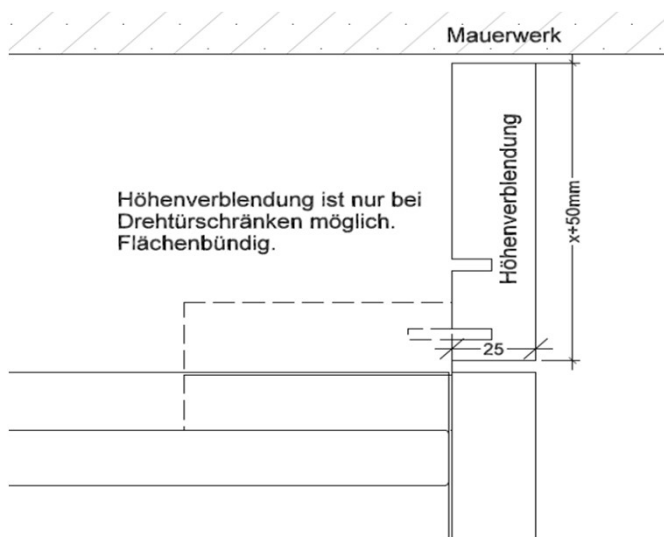 Mauerwerk
Höhenverblendung ist nur bei
Drehtürschränken möglich.
Flächenbündig.
Höhenverblendung
x+50mm
25